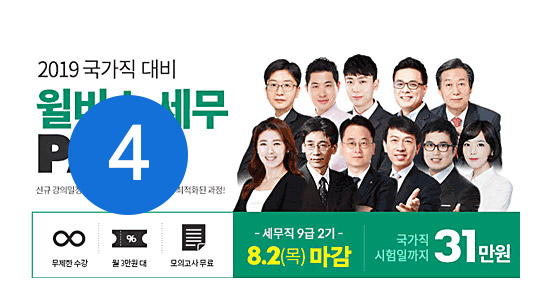 2019 국가직 대비
세무
4
신규 강의일정 최적화된 과정!
%
무제한 수강
월 3만원 대
모의고사 무료
- 세무직 9급 2기 -
8.2(목) 마감
국가직
시험일까지
31만원